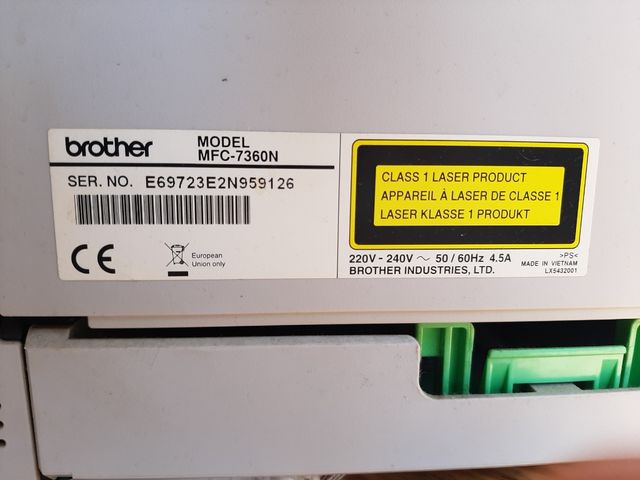 brother
MODEL
MFC-7360N
SER. NO. E69723E2N959126
CE
European
Union only
CLASS 1 LASER PRODUCT
APPAREIL À LASER DE CLASSE 1
LASER KLASSE 1 PRODUKT
220V - 240V ~ 50 / 60Hz 4.5A
BROTHER INDUSTRIES, LTD.
>PS<
MADE IN VIETNAM
LX5432001